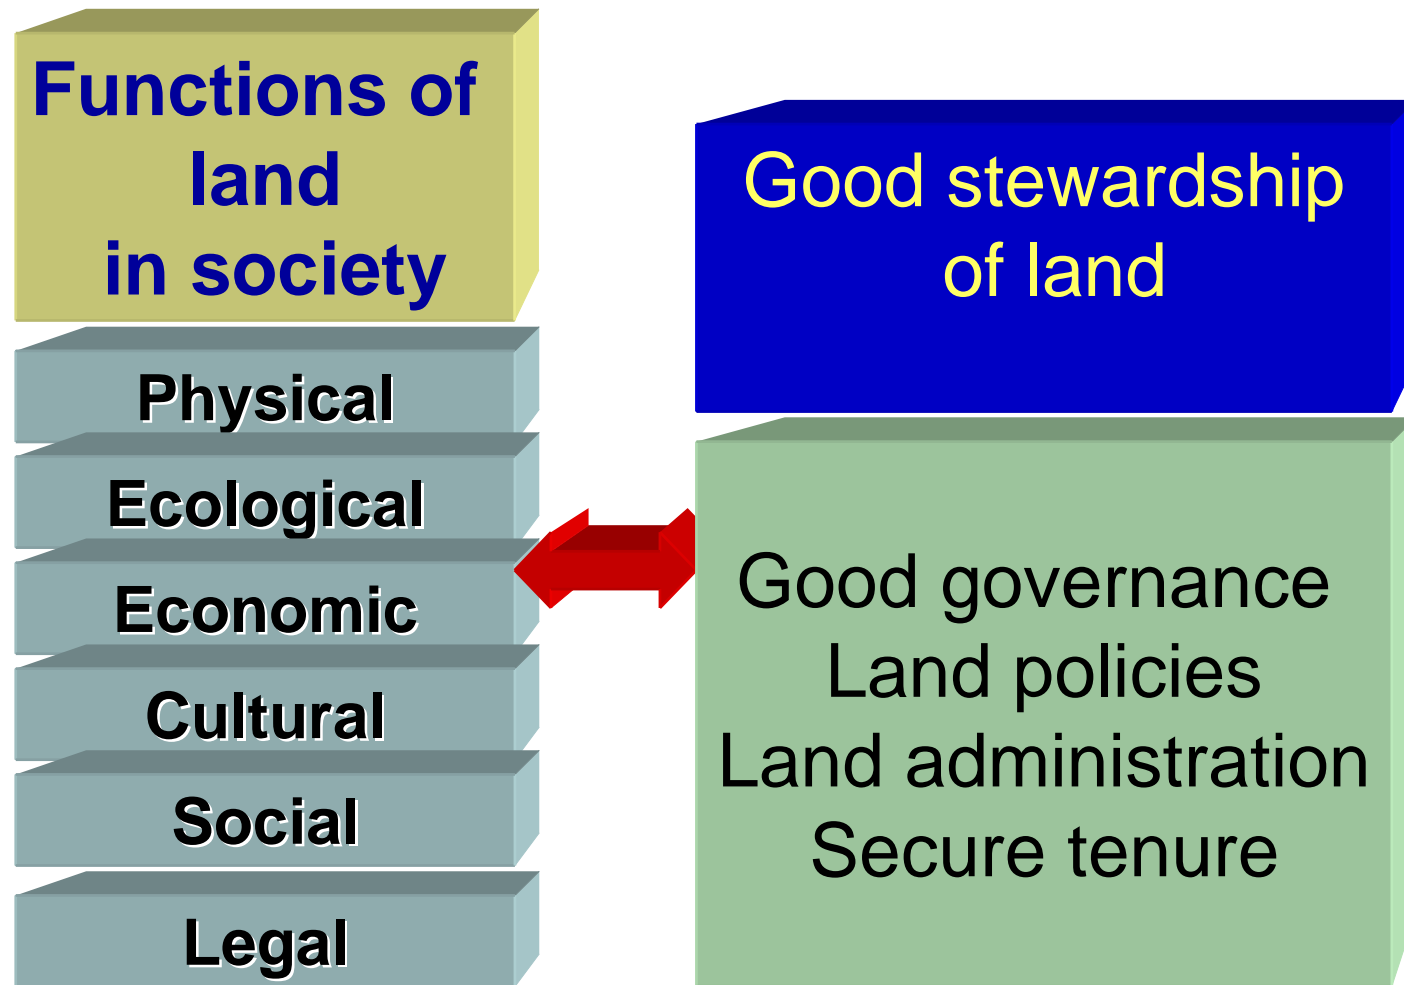 Functions of
land
in society
Physical
Ecological
Economic
Cultural
Social
Legal
Good stewardship
of land
Good governance
Land policies
Land administration
Secure tenure